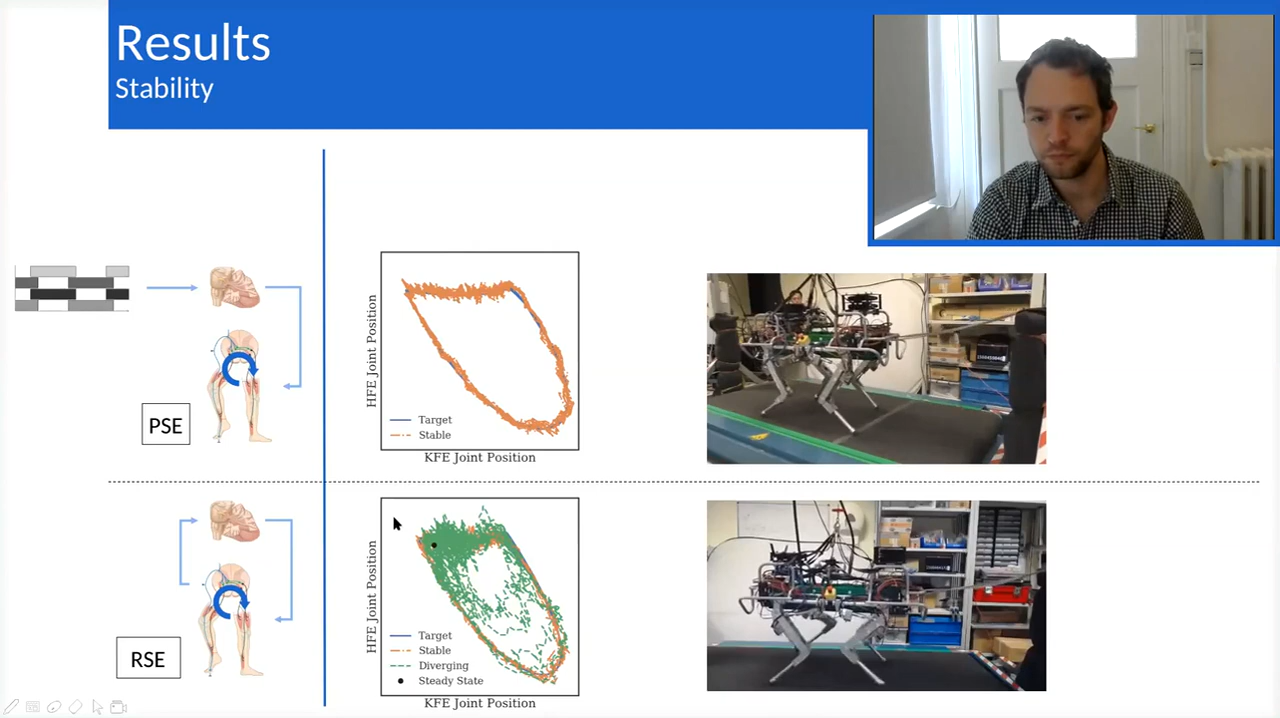 Results
Stability
HFE Joint Position
Target
Stable
KFE Joint Position
PSE
HFE Joint Position
Target
Stable
Diverging
Steady State
KFE Joint Position
RSE